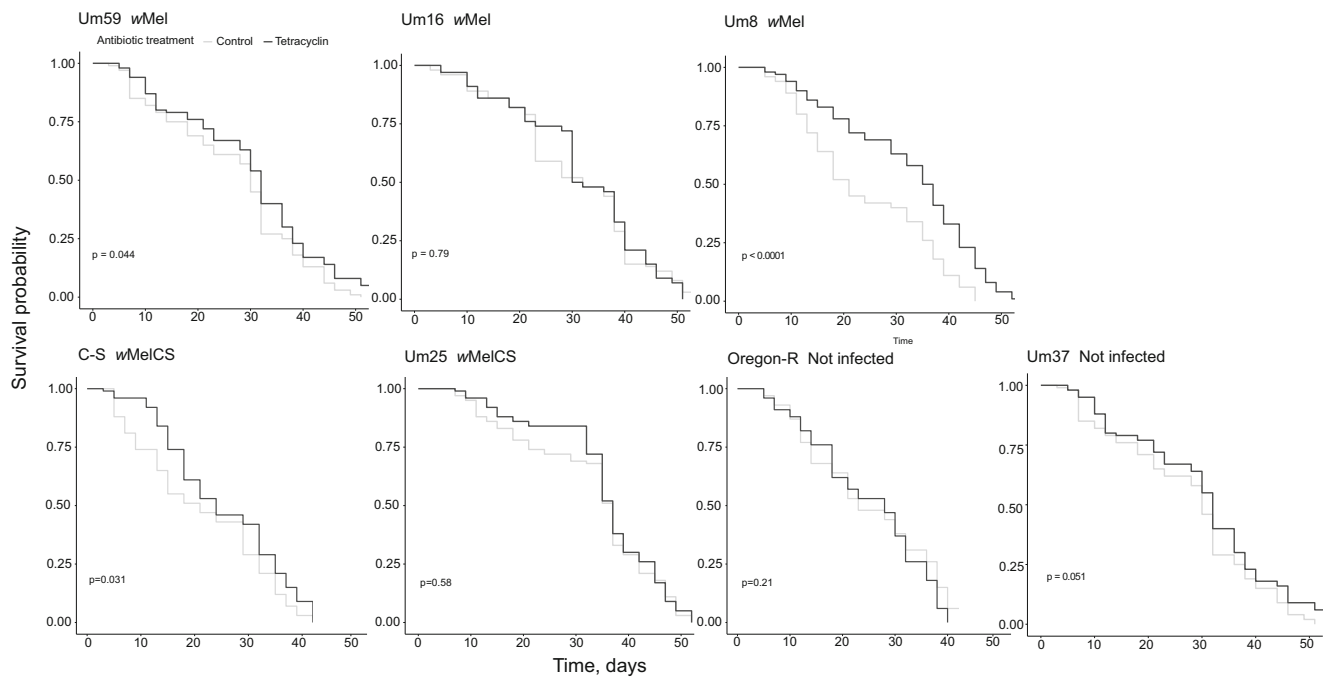 Um59 wMel
Um16 wMel
Um8 wMel
Antibiotic treatment Control Tetracyclin
1.00
0.75
0.50
0.25
0.00
p = 0.044
0 10 20 30 40 50
1.00
0.75
0.50
0.25
0.00
p = 0.79
0 10 20 30 40 50
1.00
0.75
0.50
0.25
0.00
p < 0.0001
0 10 20 30 40 50
Time
Survival probability
C-S wMelCS
Um25 wMelCS
Oregon-R Not infected
Um37 Not infected
1.00
0.75
0.50
0.25
0.00
p=0.031
0 10 20 30 40 50
1.00
0.75
0.50
0.25
0.00
p=0.58
0 10 20 30 40 50
1.00
0.75
0.50
0.25
0.00
p=0.21
0 10 20 30 40 50
1.00
0.75
0.50
0.25
0.00
p = 0.051
0 10 20 30 40 50
Time, days